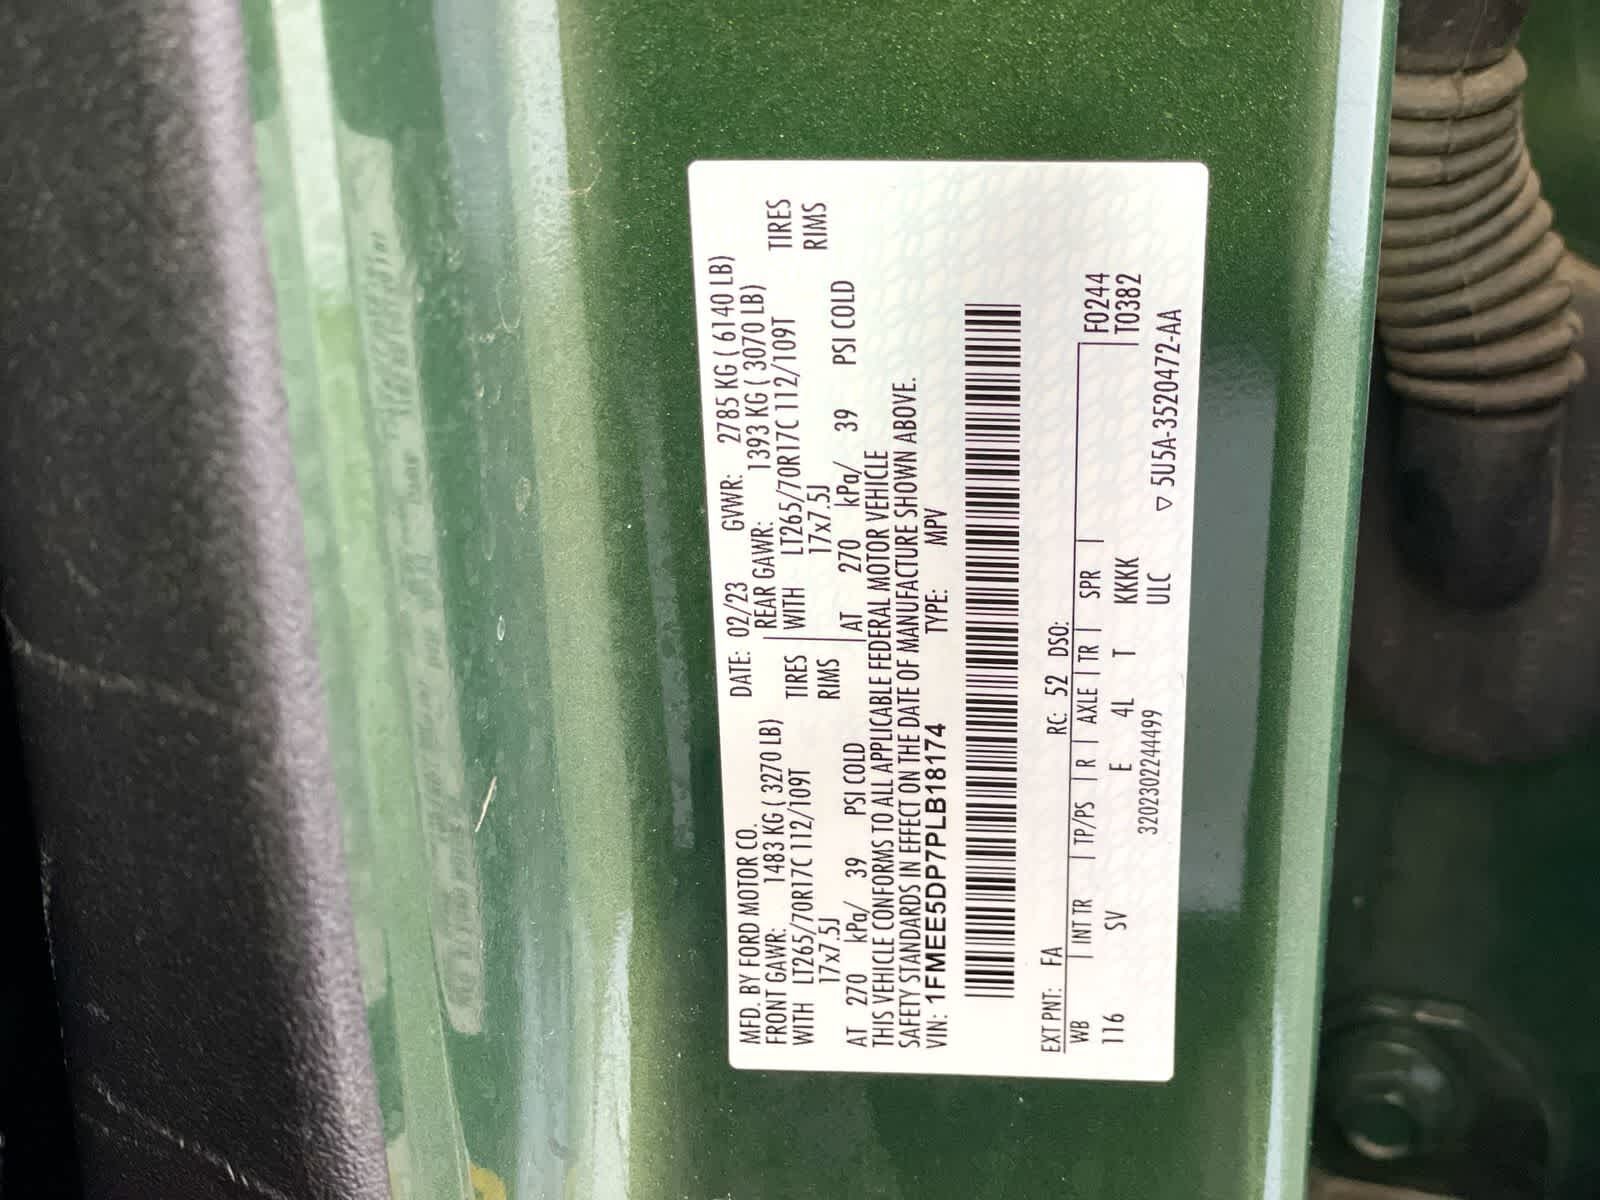 MFD. BY FORD MOTOR CO. DATE: 02/23 GVWR: 2785 KG ( 6140 LB)
FRONT GAWR: 1483 KG ( 3270 LB) REAR GAWR: 1393 KG ( 3070 LB)
WITH LT265/70R17C 112/109T TIRES WITH LT265/70R17C 112/109T TIRES
17x7.5J RIMS 17x7.5J RIMS
AT 270 kPa/ 39 PSI COLD AT 270 kPa/ 39 PSI COLD
THIS VEHICLE CONFORMS TO ALL APPLICABLE FEDERAL MOTOR VEHICLE
SAFETY STANDARDS IN EFFECT ON THE DATE OF MANUFACTURE SHOWN ABOVE.
VIN: 1FMEE5DP7PLB18174 TYPE: MPV
EXT PNT: FA RC: 52 DSO:
WB INT TR TP/PS R AXLE TR SPR F0244
116 SV E 4L T KKKK T0382
32023022444​99 ULC
▽ 5U5A-3520472-AA